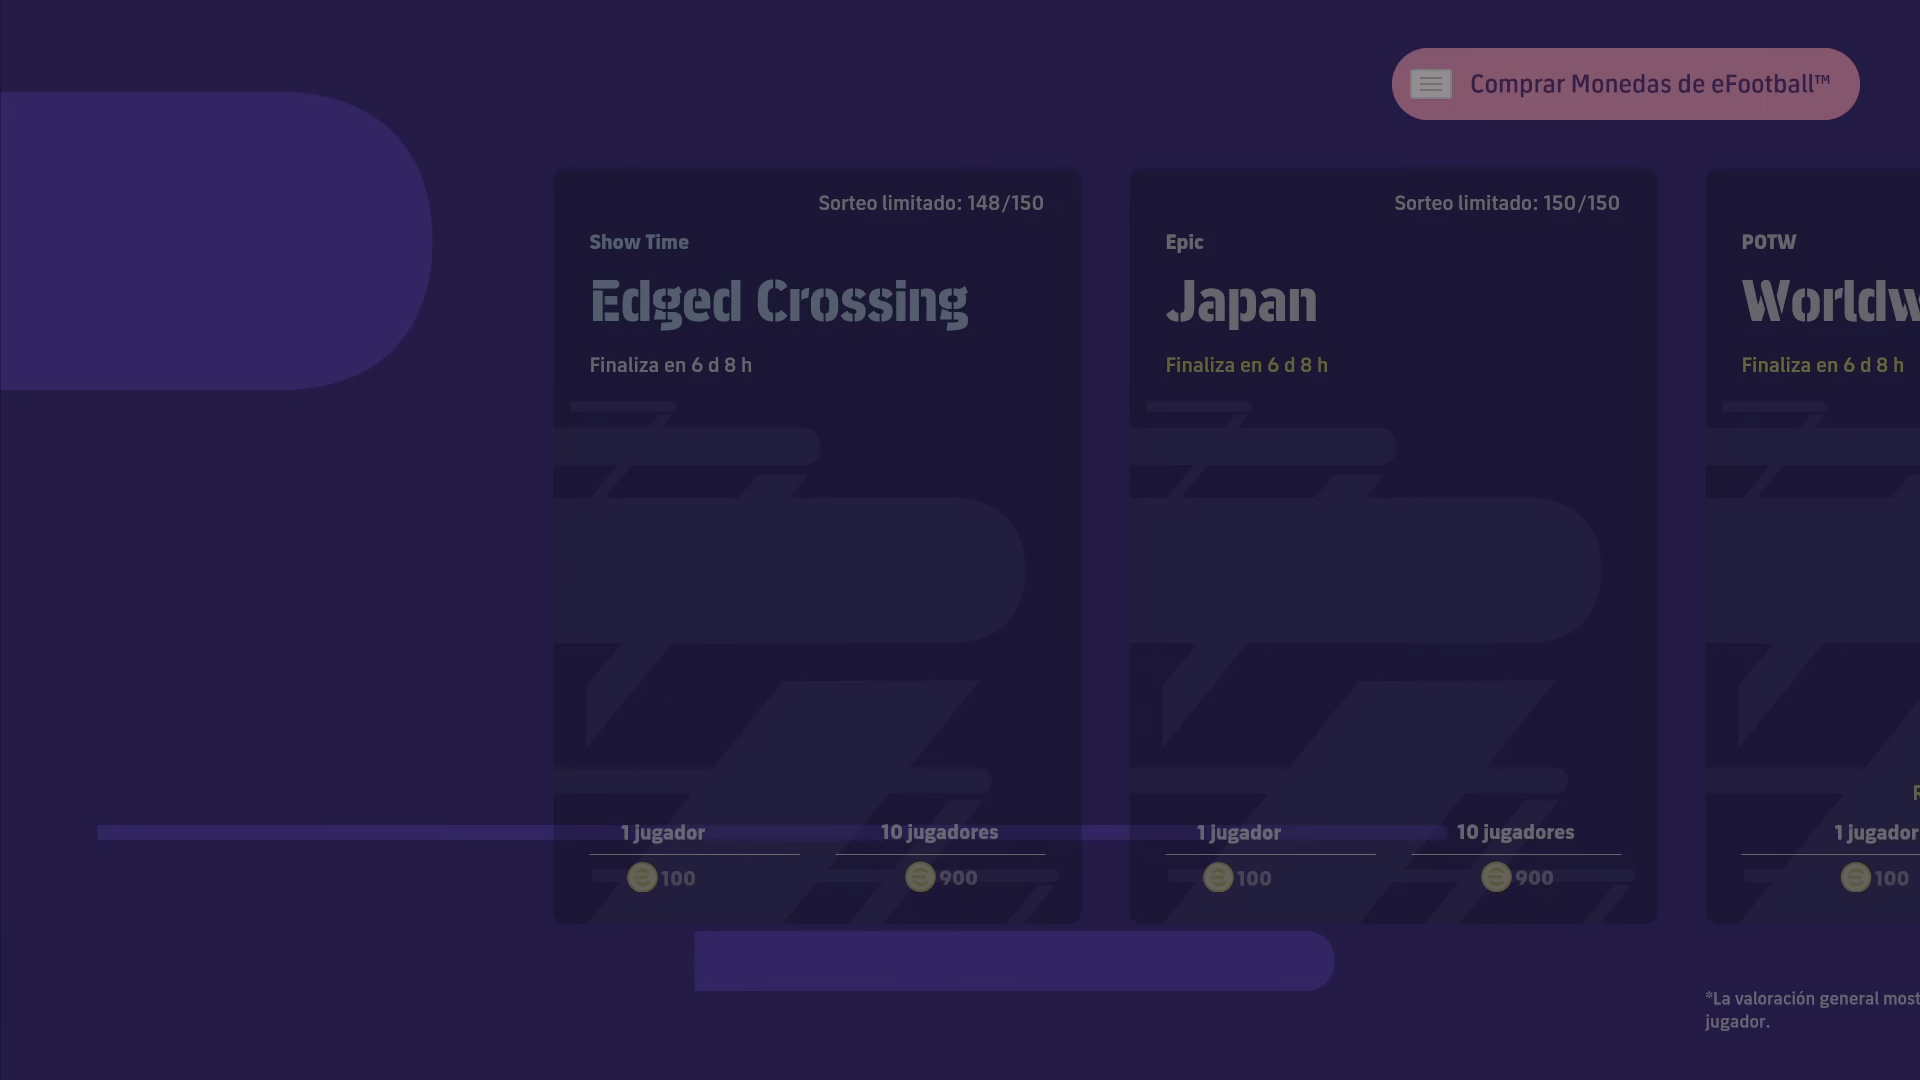 Comprar Monedas de eFootball™
Sorteo limitado: 148/150
Show Time
Edged Crossing
Finaliza en 6 d 8 h
1 jugador
10 jugadores
100
900
Sorteo limitado: 150/150
Epic
Japan
Finaliza en 6 d 8 h
1 jugador
10 jugadores
100
900
POTW
Finaliza en 6 d 8 h
1 jugador
100
*La valoración general
jugador.